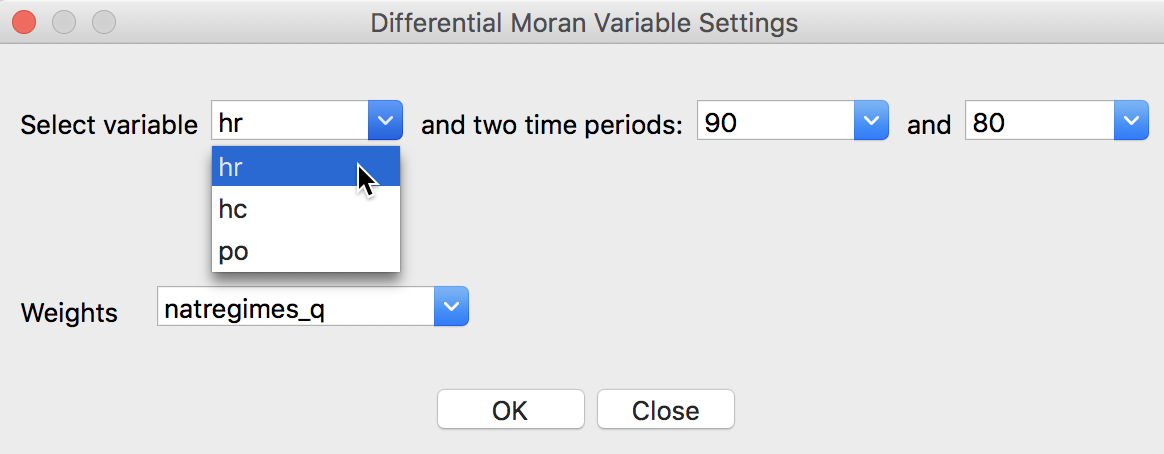 Differential Moran Variable Settings
Select variable hr and two time periods: 90 and 80
hr
hc
po
Weights natregimes_q
OK Close